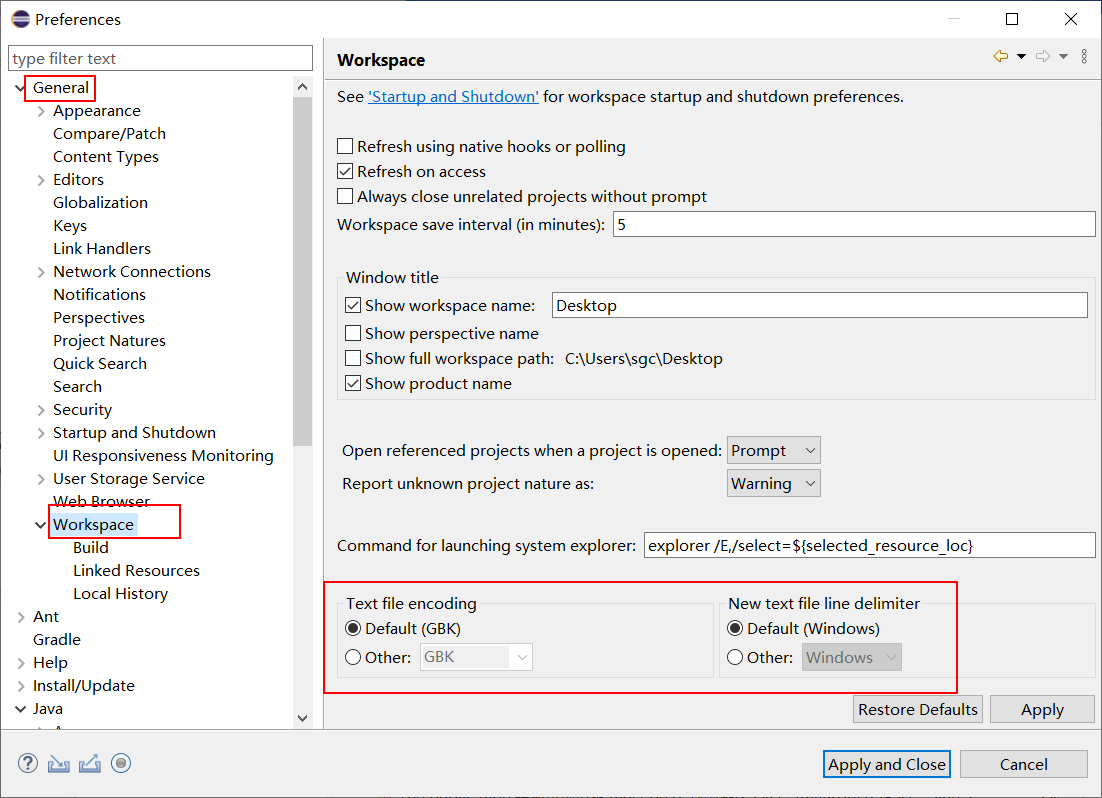 Preferences
type filter text
General
Appearance
Compare/Patch
Content Types
Editors
Globalization
Keys
Link Handlers
Network Connections
Notifications
Perspectives
Project Natures
Quick Search
Search
Security
Startup and Shutdown
UI Responsiveness Monitoring
User Storage Service
Web Browser
Workspace
Build
Linked Resources
Local History
Ant
Gradle
Help
Install/Update
Java
Workspace
See 'Startup and Shutdown' for workspace startup and shutdown preferences.
Refresh using native hooks or polling
Refresh on access
Always close unrelated projects without prompt
Workspace save interval (in minutes): 5
Window title
Show workspace name: Desktop
Show perspective name
Show full workspace path: C:\Users\sgc\Desktop
Show product name
Open referenced projects when a project is opened: Prompt
Report unknown project nature as: Warning
Command for launching system explorer: explorer /E,/select=${selected_resource_loc}
Text file encoding
Default (GBK)
Other: GBK
New text file line delimiter
Default (Windows)
Other: Windows
Restore Defaults
Apply
Apply and Close
Cancel